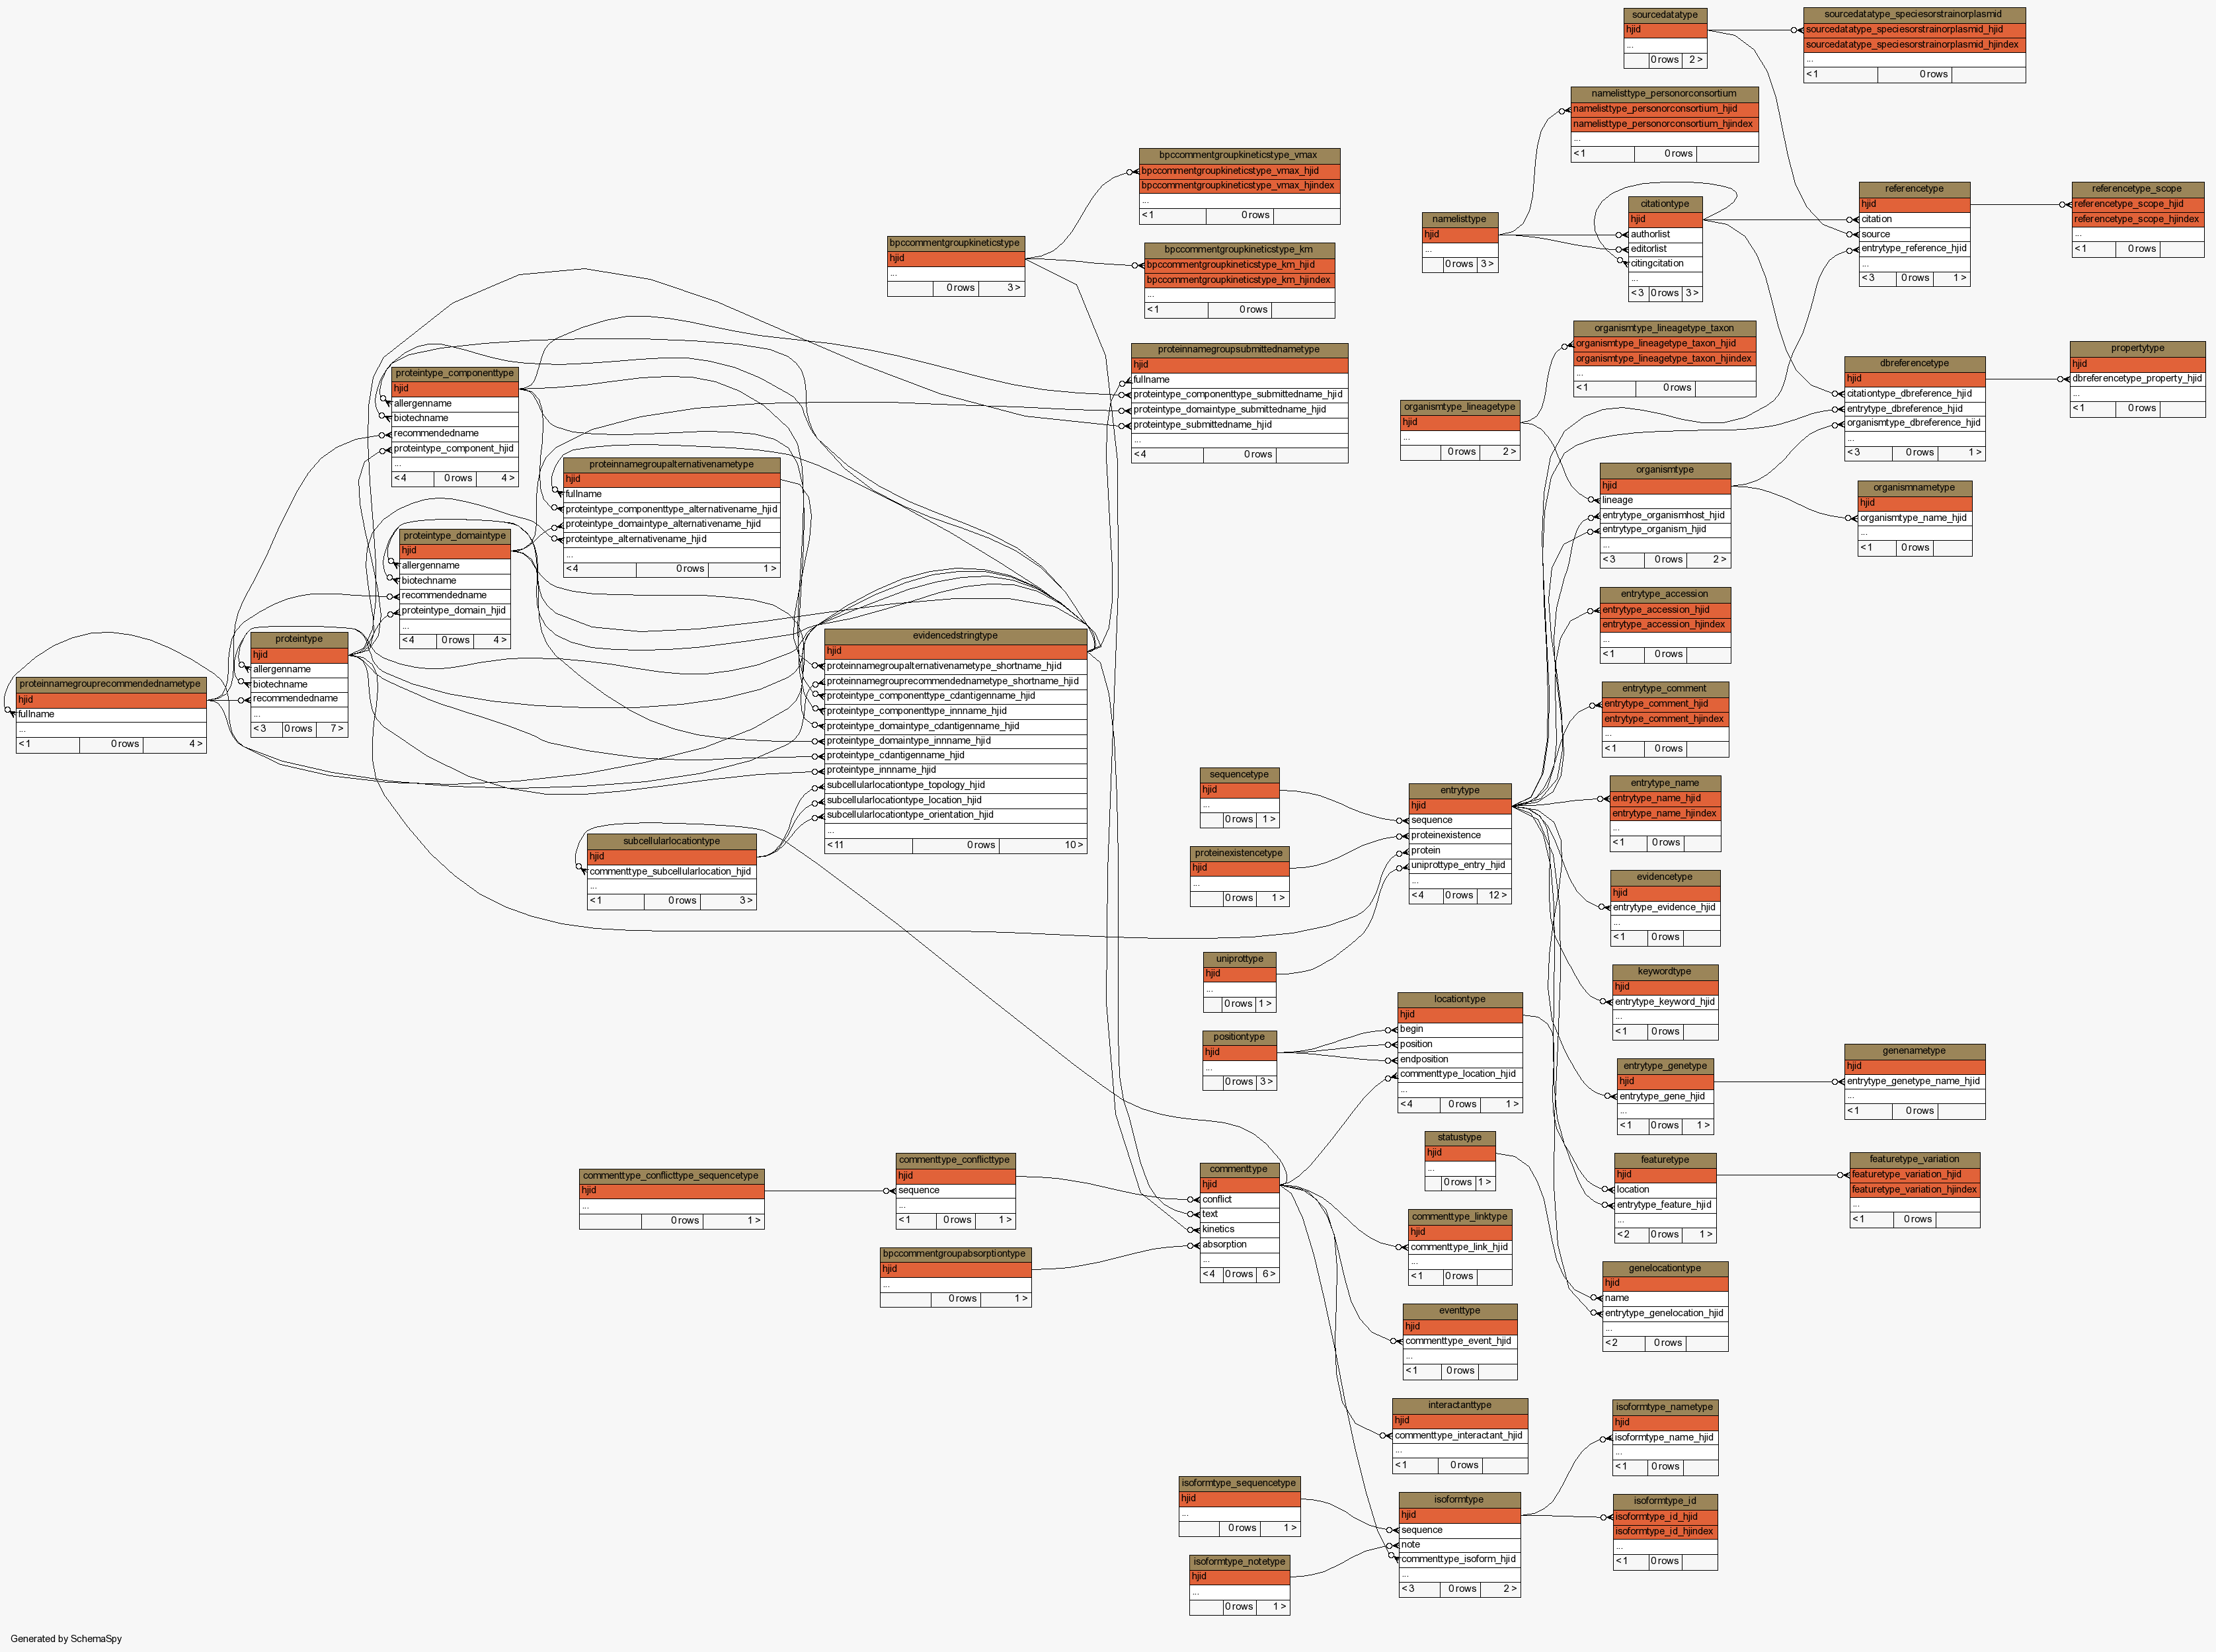 sourcedatatype
hjid
...
0 rows 2 >
sourcedatatype_speciesorstrainorplasmid
sourcedatatype_speciesorstrainorplasmid_hjid
sourcedatatype_speciesorstrainorplasmid_hjindex
...
< 1 0 rows
namelisttype_personorconsortium
namelisttype_personorconsortium_hjid
namelisttype_personorconsortium_hjindex
...
< 1 0 rows
bpccommentgroupkineticstype_vmax
bpccommentgroupkineticstype_vmax_hjid
bpccommentgroupkineticstype_vmax_hjindex
...
< 1 0 rows
namelisttype
hjid
...
0 rows 3 >
citationtype
hjid
authorlist
editorlist
citingcitation
...
< 3 0 rows 3 >
referencetype
hjid
citation
source
entrytype_reference_hjid
...
< 3 0 rows 1 >
referencetype_scope
referencetype_scope_hjid
referencetype_scope_hjindex
...
< 1 0 rows
bpccommentgroupkineticstype
hjid
...
0 rows 3 >
bpccommentgroupkineticstype_km
bpccommentgroupkineticstype_km_hjid
bpccommentgroupkineticstype_km_hjindex
...
< 1 0 rows
organismtype_lineagetype_taxon
organismtype_lineagetype_taxon_hjid
organismtype_lineagetype_taxon_hjindex
...
< 1 0 rows
proteinnamegroupsubmittednametype
hjid
fullname
proteintype_componenttype_submittedname_hjid
proteintype_domaintype_submittedname_hjid
proteintype_submittedname_hjid
...
< 4 0 rows
dbreferencetype
hjid
citationtype_dbreference_hjid
entrytype_dbreference_hjid
organismtype_dbreference_hjid
...
< 3 0 rows 1 >
propertytype
hjid
dbreferencetype_property_hjid
...
< 1 0 rows
proteintype_componenttype
hjid
allergenname
biotechname
recommendedname
proteintype_component_hjid
...
< 4 0 rows 4 >
organismtype_lineagetype
hjid
...
0 rows 2 >
proteinnamegroupalternativenametype
hjid
fullname
proteintype_componenttype_alternativename_hjid
proteintype_domaintype_alternativename_hjid
proteintype_alternativename_hjid
...
< 4 0 rows 1 >
organismtype
hjid
lineage
entrytype_organismhost_hjid
entrytype_organism_hjid
...
< 3 0 rows 2 >
organismnametype
hjid
organismtype_name_hjid
...
< 1 0 rows
proteintype_domaintype
hjid
allergenname
biotechname
recommendedname
proteintype_domain_hjid
...
< 4 0 rows 4 >
entrytype_accession
entrytype_accession_hjid
entrytype_accession_hjindex
...
< 1 0 rows
proteintype
hjid
allergenname
biotechname
recommendedname
...
< 3 0 rows 7 >
evidencedstringtype
hjid
proteinnamegroupalternativenametype_shortname_hjid
proteinnamegrouprecommendednametype_shortname_hjid
proteintype_componenttype_cdantigenname_hjid
proteintype_componenttype_innname_hjid
proteintype_domaintype_cdantigenname_hjid
proteintype_domaintype_innname_hjid
proteintype_cdantigenname_hjid
proteintype_innname_hjid
subcellularlocationtype_topology_hjid
subcellularlocationtype_location_hjid
subcellularlocationtype_orientation_hjid
...
< 11 0 rows 10 >
proteinnamegrouprecommendednametype
hjid
fullname
...
< 1 0 rows 4 >
entrytype_comment
entrytype_comment_hjid
entrytype_comment_hjindex
...
< 1 0 rows
sequencetype
hjid
...
0 rows 1 >
entrytype
hjid
sequence
proteinexistence
protein
uniprottype_entry_hjid
...
< 4 0 rows 12 >
entrytype_name
entrytype_name_hjid
entrytype_name_hjindex
...
< 1 0 rows
subcellularlocationtype
hjid
commenttype_subcellularlocation_hjid
...
< 1 0 rows 3 >
proteinexistencetype
hjid
...
0 rows 1 >
evidencetype
hjid
entrytype_evidence_hjid
...
< 1 0 rows
uniprottype
hjid
...
0 rows 1 >
keywordtype
hjid
entrytype_keyword_hjid
...
< 1 0 rows
locationtype
hjid
begin
position
endposition
commenttype_location_hjid
...
< 4 0 rows 1 >
positiontype
hjid
...
0 rows 3 >
entrytype_genetype
hjid
entrytype_gene_hjid
...
< 1 0 rows 1 >
genenametype
hjid
entrytype_genetype_name_hjid
...
< 1 0 rows
statustype
hjid
...
0 rows 1 >
commenttype_conflicttype_sequencetype
hjid
...
0 rows 1 >
commenttype_conflicttype
hjid
sequence
...
< 1 0 rows 1 >
commenttype
hjid
conflict
text
kinetics
absorption
...
< 4 0 rows 6 >
featuretype
hjid
location
entrytype_feature_hjid
...
< 2 0 rows 1 >
featuretype_variation
featuretype_variation_hjid
featuretype_variation_hjindex
...
< 1 0 rows
commenttype_linktype
hjid
commenttype_link_hjid
...
< 1 0 rows
bpccommentgroupabsorptiontype
hjid
...
0 rows 1 >
genelocationtype
hjid
name
entrytype_genelocation_hjid
...
< 2 0 rows
eventtype
hjid
commenttype_event_hjid
...
< 1 0 rows
interactanttype
hjid
commenttype_interactant_hjid
...
< 1 0 rows
isoformtype_nametype
hjid
isoformtype_name_hjid
...
< 1 0 rows
isoformtype_sequencetype
hjid
...
0 rows 1 >
isoformtype
hjid
sequence
note
commenttype_isoform_hjid
...
< 3 0 rows 2 >
isoformtype_id
isoformtype_id_hjid
isoformtype_id_hjindex
...
< 1 0 rows
isoformtype_notetype
hjid
...
0 rows 1 >
Generated by SchemaSpy